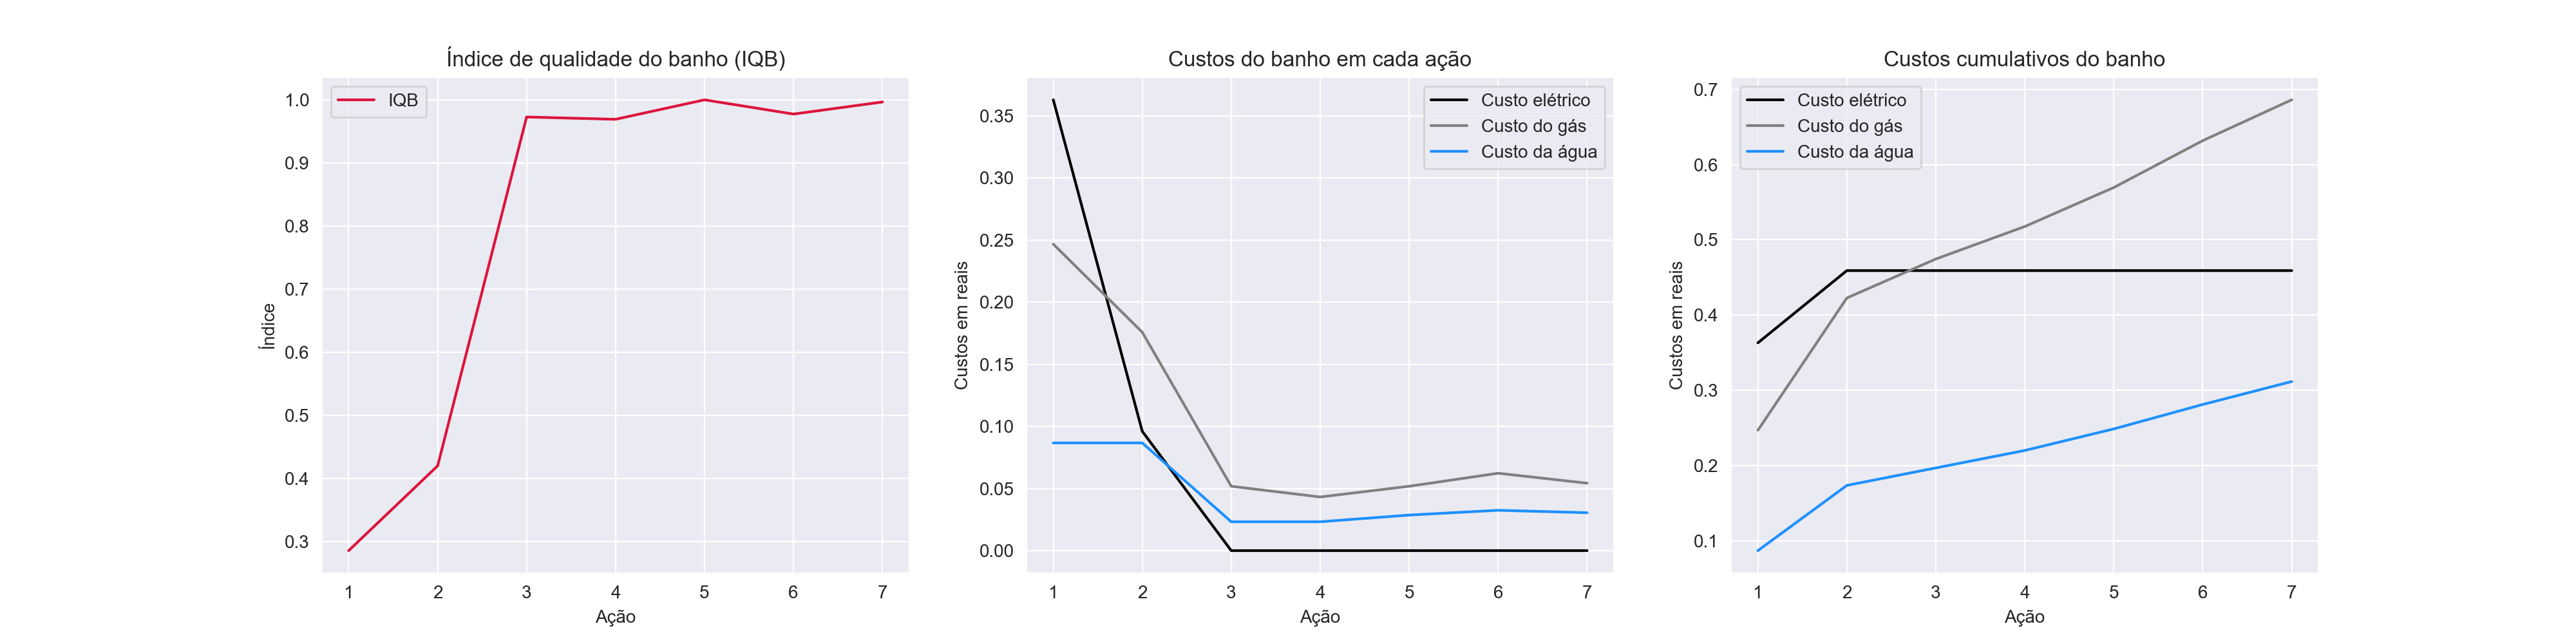 Índice de qualidade do banho (IQB)
IQB
1.0
0.9
0.8
0.7
0.6
0.5
0.4
0.3
Índice
1 2 3 4 5 6 7
Ação
Custos do banho em cada ação
Custo elétrico
Custo do gás
Custo da água
0.35
0.30
0.25
0.20
0.15
0.10
0.05
0.00
Custos em reais
1 2 3 4 5 6 7
Ação
Custos cumulativos do banho
Custo elétrico
Custo do gás
Custo da água
0.7
0.6
0.5
0.4
0.3
0.2
0.1
Custos em reais
1 2 3 4 5 6 7
Ação